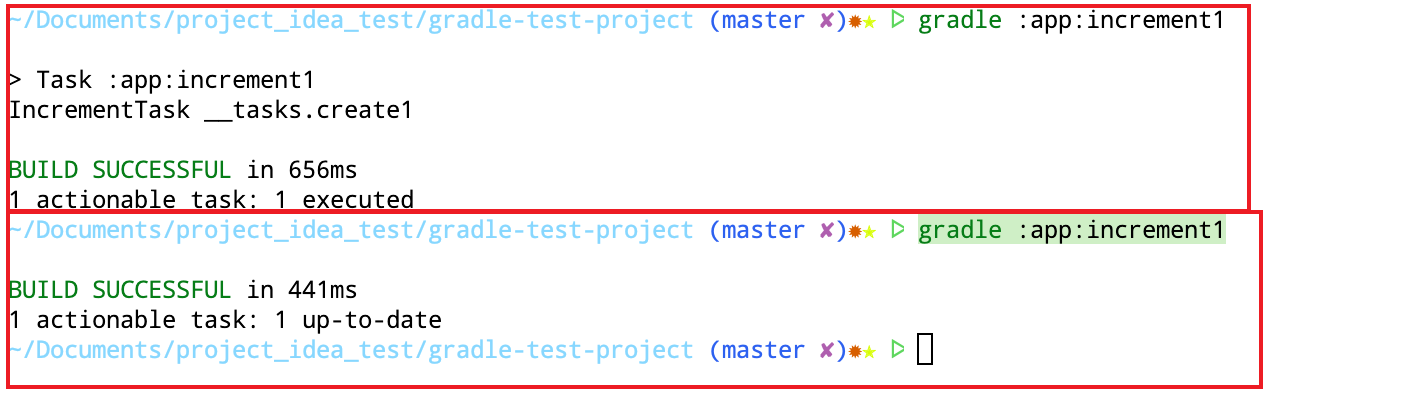 ~/Documents/project_idea_test/gradle-test-project (master ✘)✹★ ▷ gradle :app:increment1
> Task :app:increment1
IncrementTask __tasks.create1
BUILD SUCCESSFUL in 656ms
1 actionable task: 1 executed
~/Documents/project_idea_test/gradle-test-project (master ✘)✹★ ▷ gradle :app:increment1
BUILD SUCCESSFUL in 441ms
1 actionable task: 1 up-to-date
~/Documents/project_idea_test/gradle-test-project (master ✘)✹★ ▷